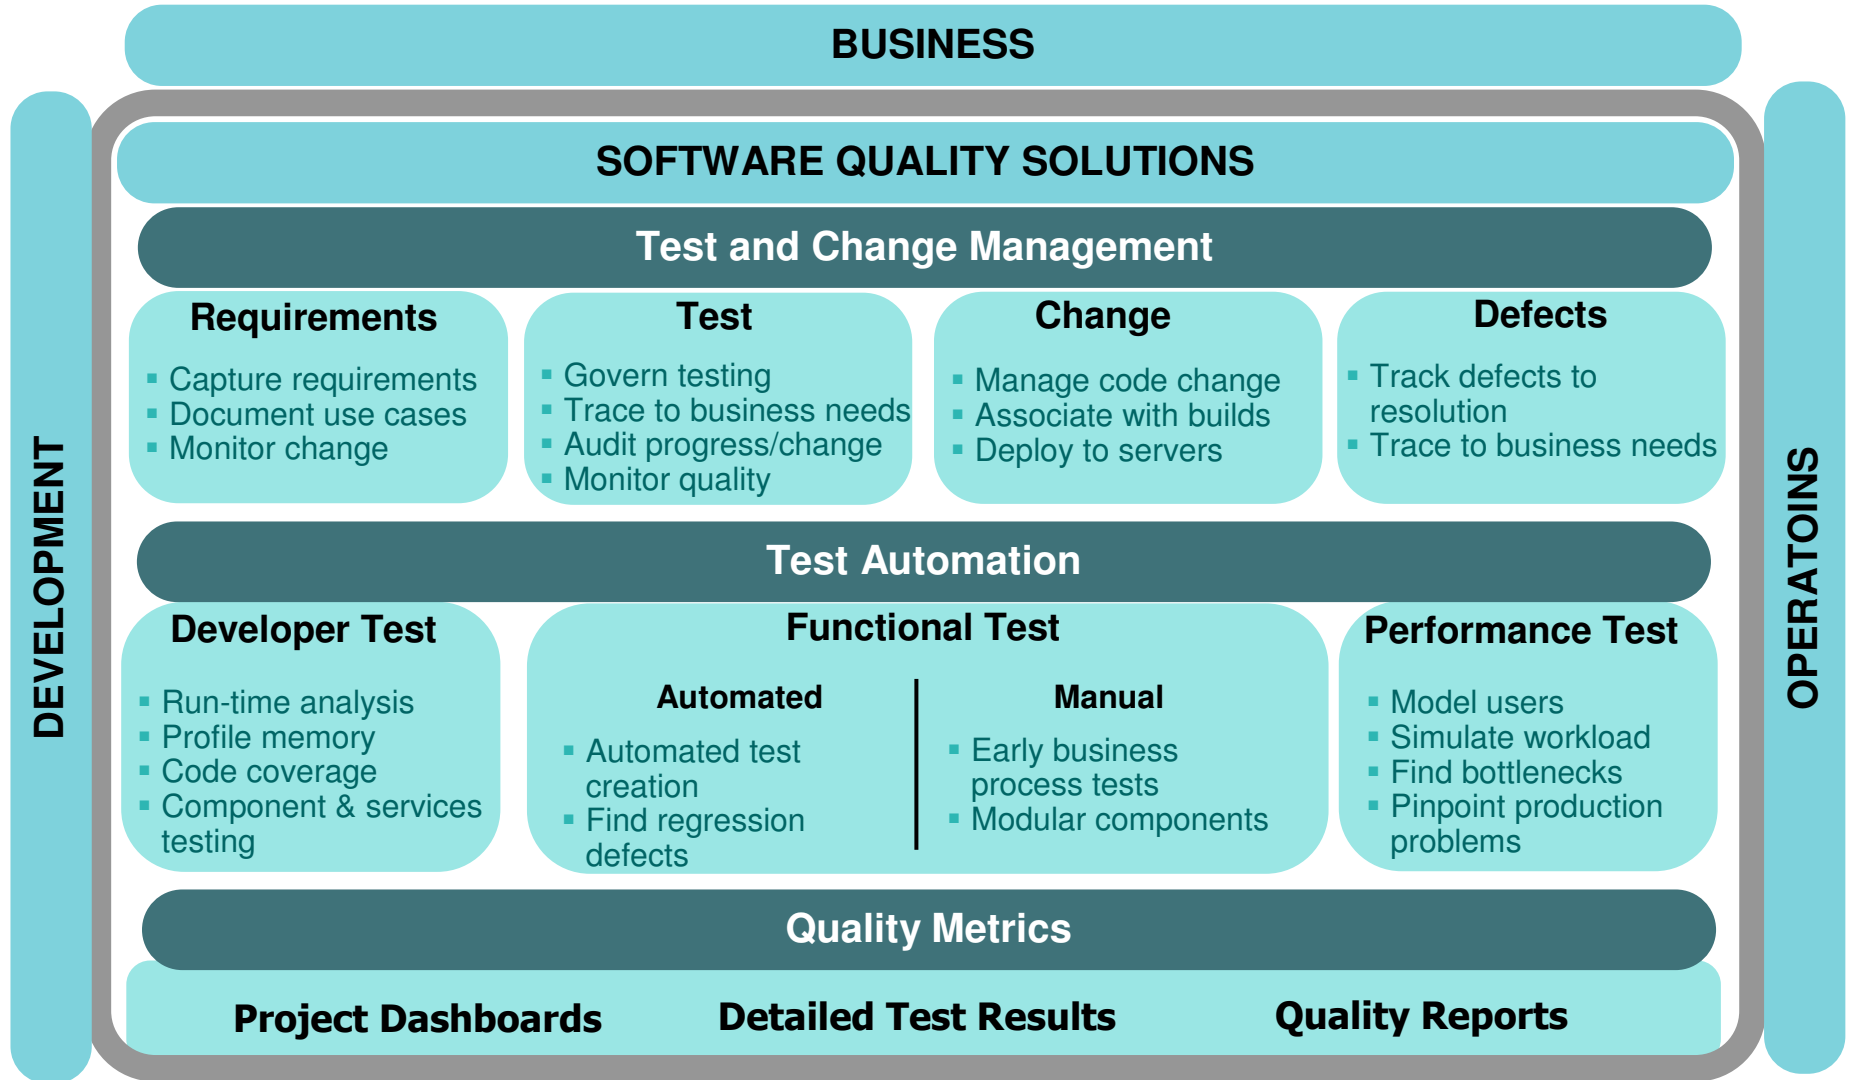 BUSINESS
DEVELOPMENT
SOFTWARE QUALITY SOLUTIONS
Test and Change Management
Requirements
▪ Capture requirements
▪ Document use cases
▪ Monitor change
Test
▪ Govern testing
▪ Trace to business needs
▪ Audit progress/change
▪ Monitor quality
Change
▪ Manage code change
▪ Associate with builds
▪ Deploy to servers
Defects
▪ Track defects to
resolution
▪ Trace to business needs
Test Automation
Developer Test
▪ Run-time analysis
▪ Profile memory
▪ Code coverage
▪ Component & services
testing
Functional Test
Automated
▪ Automated test
creation
▪ Find regression
defects
Manual
▪ Early business
process tests
▪ Modular components
Performance Test
▪ Model users
▪ Simulate workload
▪ Find bottlenecks
▪ Pinpoint production
problems
Quality Metrics
Project Dashboards
Detailed Test Results
Quality Reports
OPERATOINS